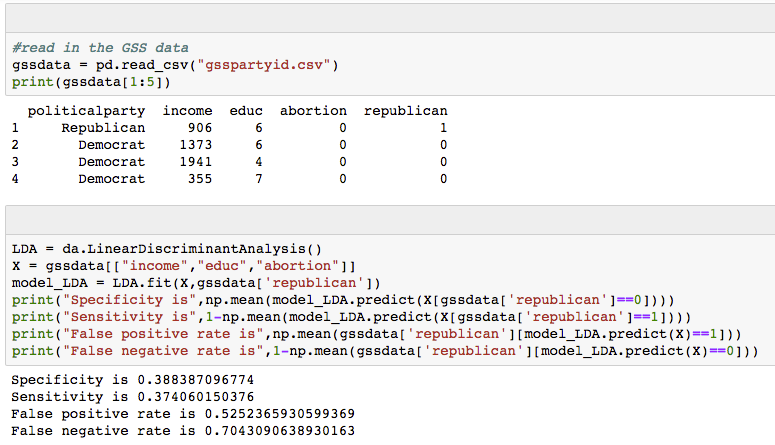 #read in the GSS data
gssdata = pd.read_csv("gsspartyid.csv")
print(gssdata[1:5])
politicalparty income educ abortion republican
1 Republican 906 6 0 1
2 Democrat 1373 6 0 0
3 Democrat 1941 4 0 0
4 Democrat 355 7 0 0
LDA = da.LinearDiscriminantAnalysis()
X = gssdata[["income","educ","abortion"]]
model_LDA = LDA.fit(X,gssdata['republican'])
print("Specificity is",np.mean(model_LDA.predict(X[gssdata['republican']==0])))
print("Sensitivity is",1-np.mean(model_LDA.predict(X[gssdata['republican']==1])))
print("False positive rate is",np.mean(gssdata['republican'][model_LDA.predict(X)==1]))
print("False negative rate is",1-np.mean(gssdata['republican'][model_LDA.predict(X)==0]))
Specificity is 0.388387096774
Sensitivity is 0.374060150376
False positive rate is 0.5252365930599369
False negative rate is 0.7043090638930163